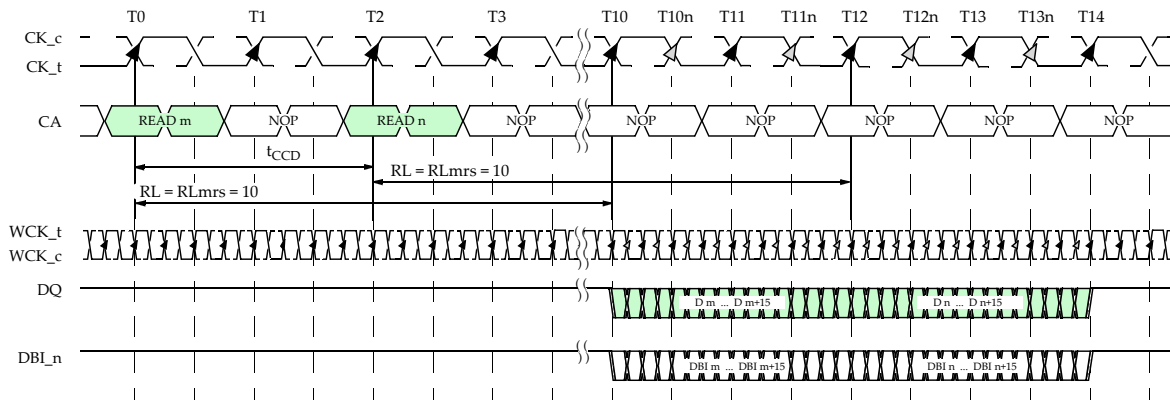 T0 T1 T2 T3 T10 T10n T11 T11n T12 T12n T13 T13n T14
CK_c
CK_t
CA READ m NOP READ n NOP NOP NOP NOP NOP NOP
tCCD
RL = RLmrs = 10
RL = RLmrs = 10
WCK_t
WCK_c
DQ
D m ... D m+15 D n ... D n+15
DBI_n
DBI m ... DBI m+15 DBI n ... DBI n+15